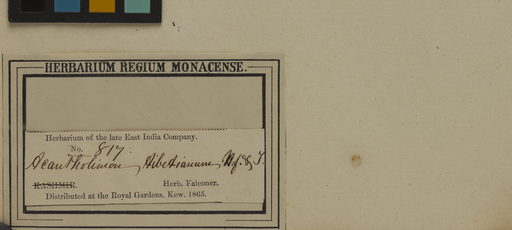 HERBARIUM REGIUM MONACENSE.
Herbarium of the late East India Company.
No. 817.
Acantholimon, thibetianum, H.f. & T.
KASHMIR.
Herb. Falconer.
Distributed at the Royal Gardens, Kew. 1865.